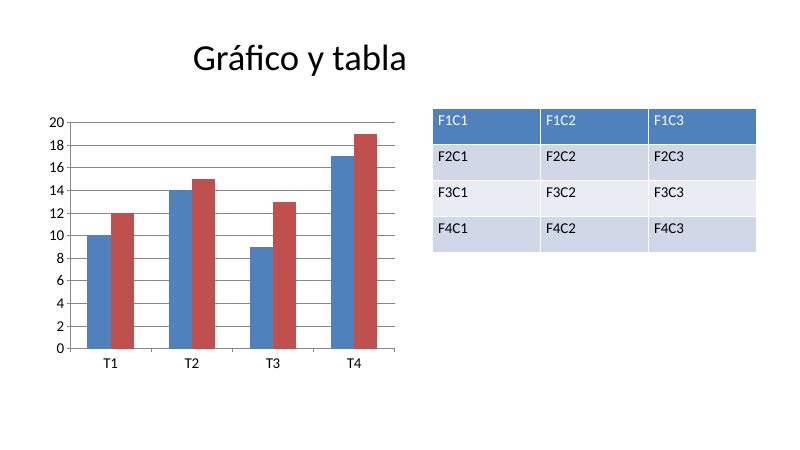 Gráfico y tabla
20
18
16
14
12
10
8
6
4
2
0
T1 T2 T3 T4
F1C1 F1C2 F1C3
F2C1 F2C2 F2C3
F3C1 F3C2 F3C3
F4C1 F4C2 F4C3